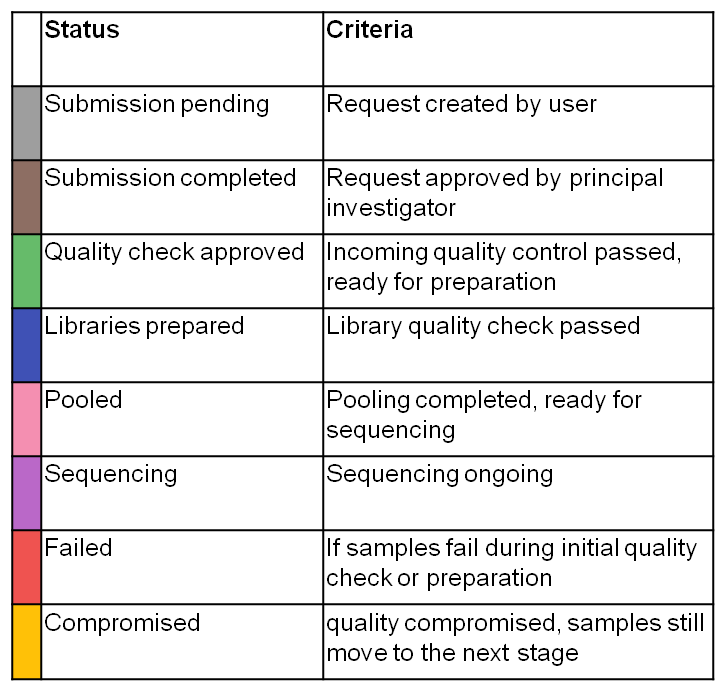 Status
Criteria
Submission pending
Request created by user
Submission completed
Request approved by principal
investigator
Quality check approved
Incoming quality control passed,
ready for preparation
Libraries prepared
Library quality check passed
Pooled
Pooling completed, ready for
sequencing
Sequencing
Sequencing ongoing
Failed
If samples fail during initial quality
check or preparation
Compromised
quality compromised, samples still
move to the next stage